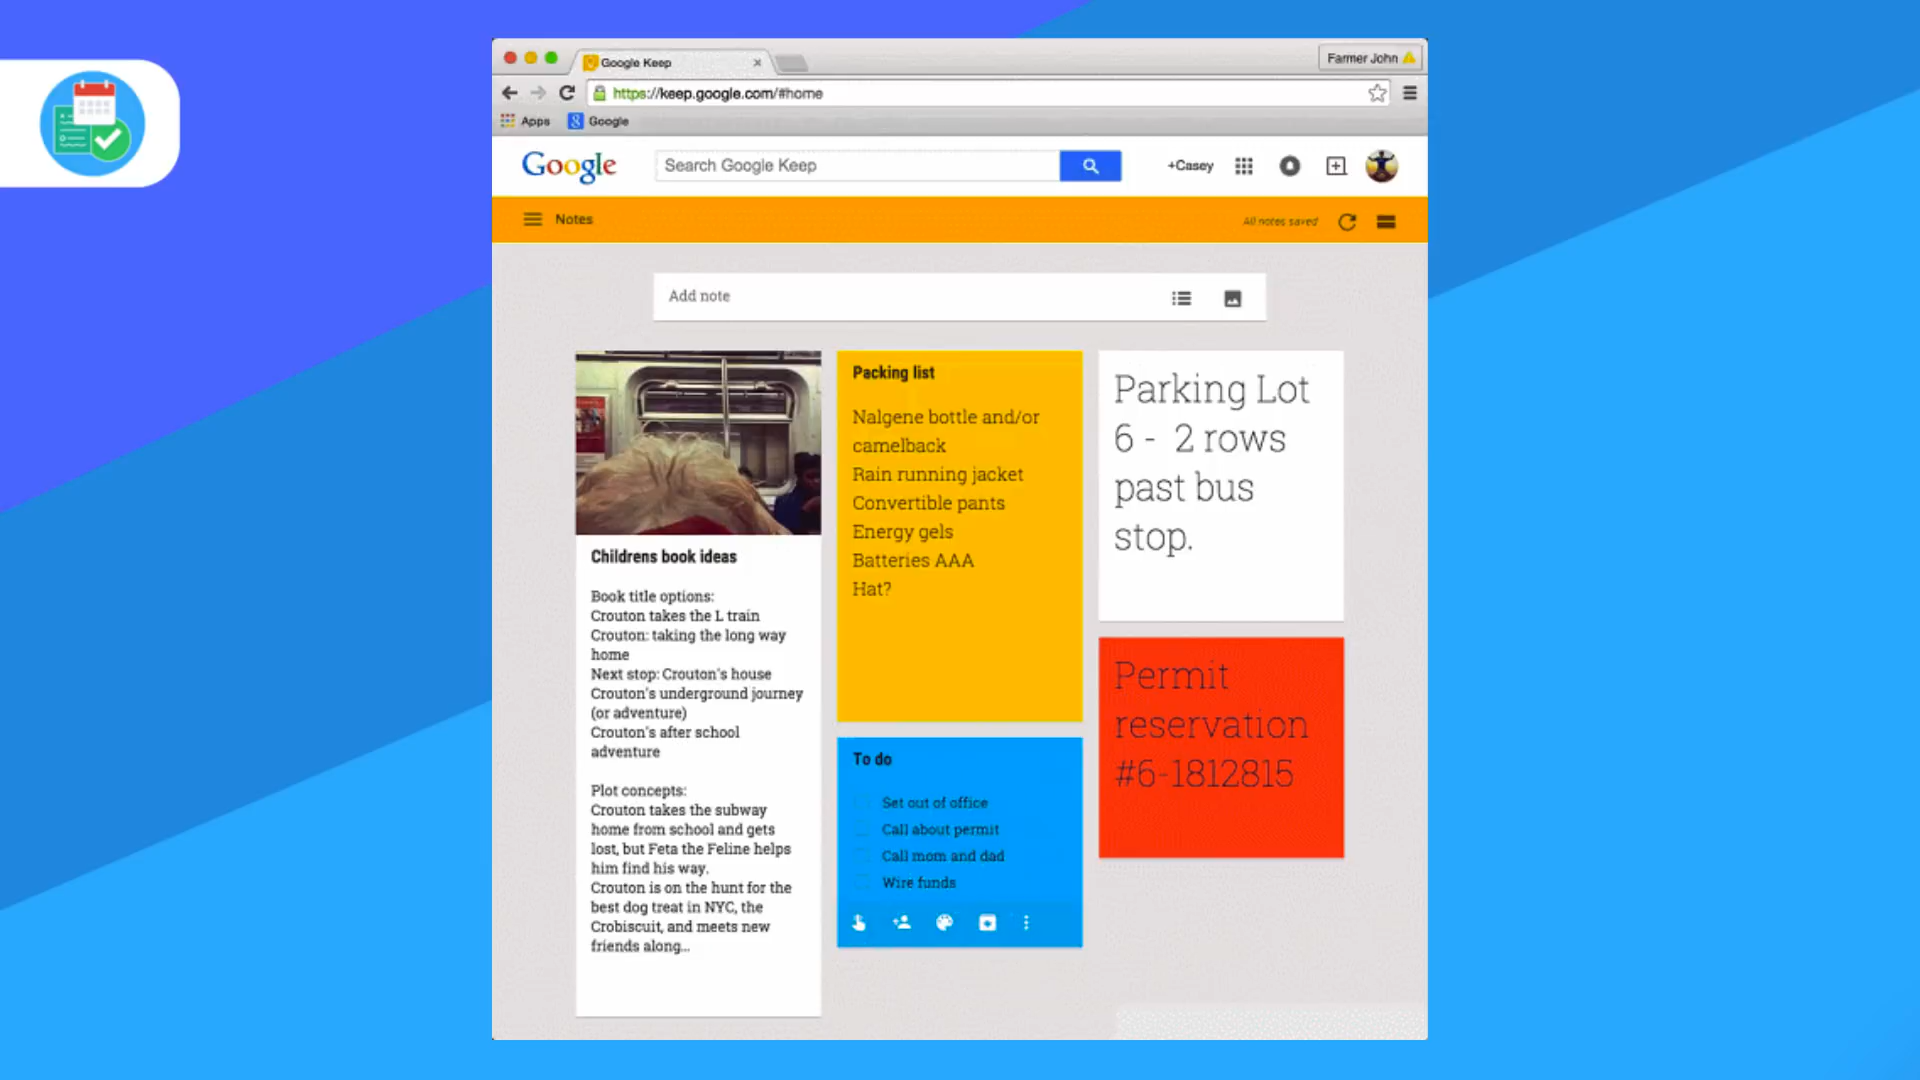 Google Keep
Farmer John
https://keep.google.com/#home
Apps
Google
Google
Search Google Keep
+Casey
Notes
All notes saved
Add note
Childrens book ideas
Book title options:
Crouton takes the L train
Crouton: taking the long way
home
Next stop: Crouton's house
Crouton's underground journey
(or adventure)
Crouton's after school
adventure
Plot concepts:
Crouton takes the subway
home from school and gets
lost, but Feta the Feline helps
him find his way.
Crouton is on the hunt for the
best dog treat in NYC, the
Crobiscuit, and meets new
friends along...
Packing list
Nalgene bottle and/or
camelback
Rain running jacket
Convertible pants
Energy gels
Batteries AAA
Hat?
To do
Set out of office
Call about permit
Call mom and dad
Wire funds
Parking Lot
6 - 2 rows
past bus
stop.
Permit
reservation
#6-1812815